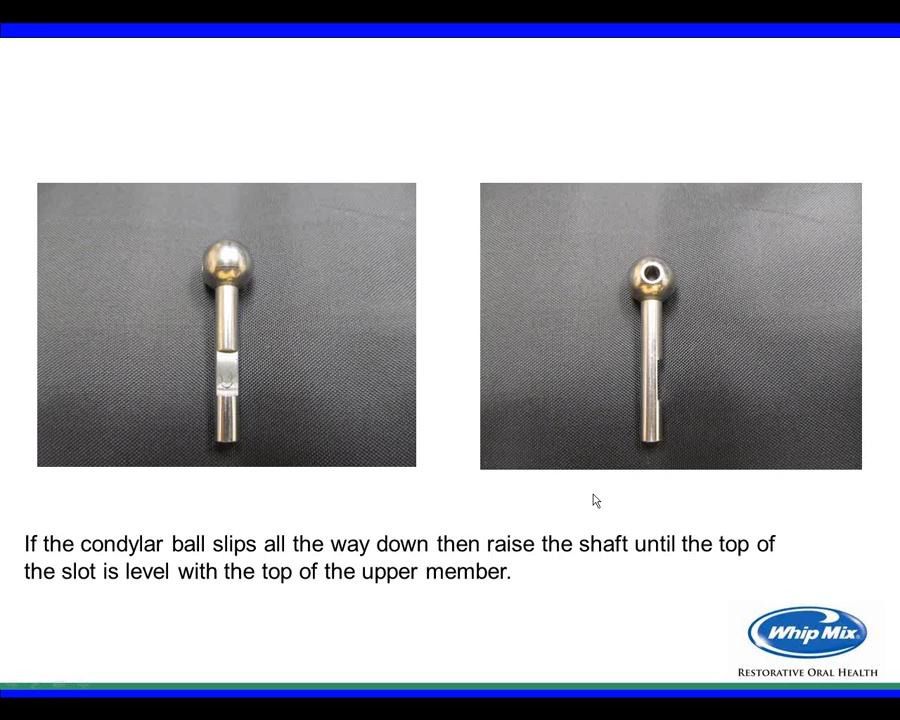 If the condylar ball slips all the way down then raise the shaft until the top of
the slot is level with the top of the upper member.
Whip Mix®
RESTORATIVE ORAL HEALTH